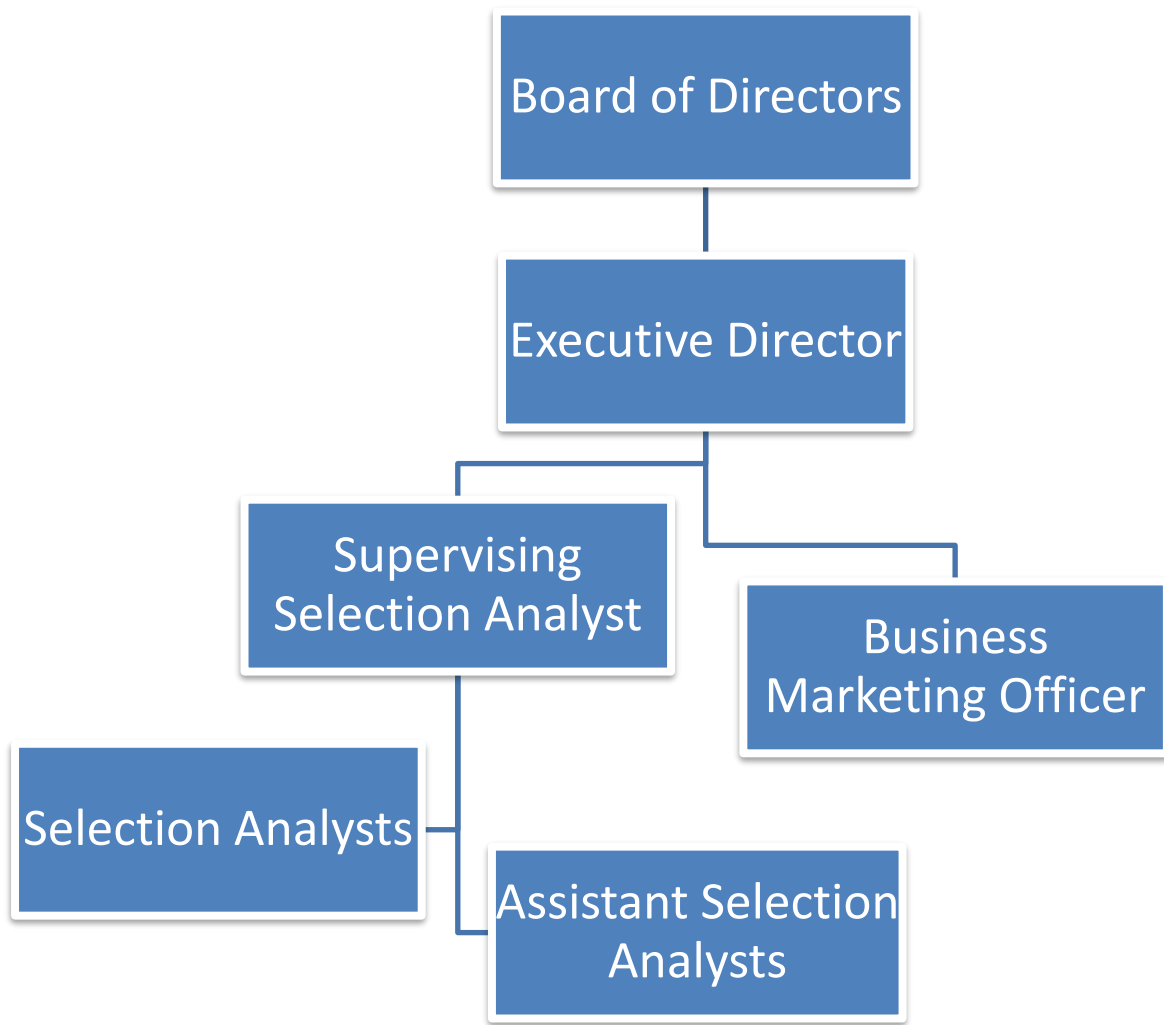 Board of Directors
Executive Director
Supervising
Selection Analyst
Business
Marketing Officer
Selection Analysts
Assistant Selection
Analysts